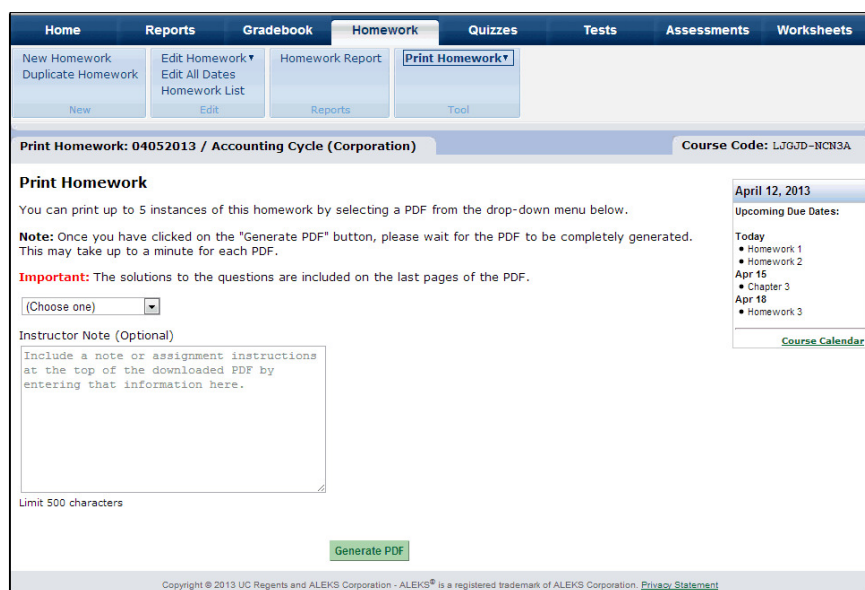 Home Reports Gradebook Homework Quizzes Tests Assessments Worksheets
New Homework
Duplicate Homework
New
Edit Homework▾
Edit All Dates
Homework List
Edit
Homework Report
Reports
Print Homework▾
Tool
Print Homework: 04052013 / Accounting Cycle (Corporation)
Course Code: LJGJD-NCN3A
Print Homework
You can print up to 5 instances of this homework by selecting a PDF from the drop-down menu below.
Note: Once you have clicked on the "Generate PDF" button, please wait for the PDF to be completely generated.
This may take up to a minute for each PDF.
Important: The solutions to the questions are included on the last pages of the PDF.
(Choose one)
Instructor Note (Optional)
Include a note or assignment instructions
at the top of the downloaded PDF by
entering that information here.
Limit 500 characters
Generate PDF
April 12, 2013
Upcoming Due Dates:
Today
• Homework 1
• Homework 2
Apr 15
• Chapter 3
Apr 18
• Homework 3
Course Calendar
Copyright © 2013 UC Regents and ALEKS Corporation - ALEKS® is a registered trademark of ALEKS Corporation. Privacy Statement